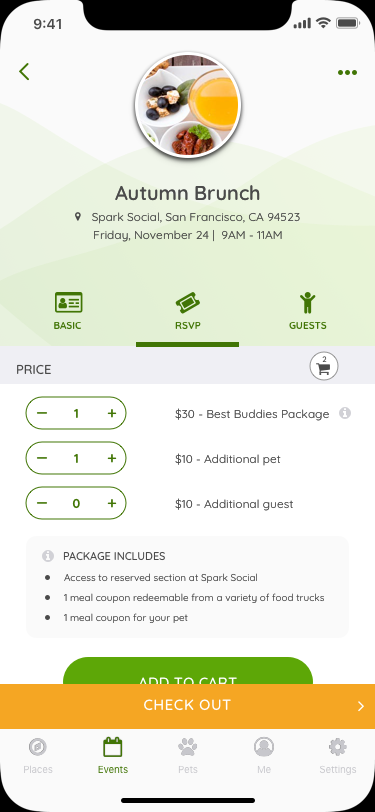 9:41
Autumn Brunch
Spark Social, San Francisco, CA 94523
Friday, November 24 | 9AM - 11AM
BASIC RSVP GUESTS
PRICE 2
− 1 + $30 - Best Buddies Package
− 1 + $10 - Additional pet
− 0 + $10 - Additional guest
PACKAGE INCLUDES
• Access to reserved section at Spark Social
• 1 meal coupon redeemable from a variety of food trucks
• 1 meal coupon for your pet
ADD TO CART
CHECK OUT
Places Events Pets Me Settings